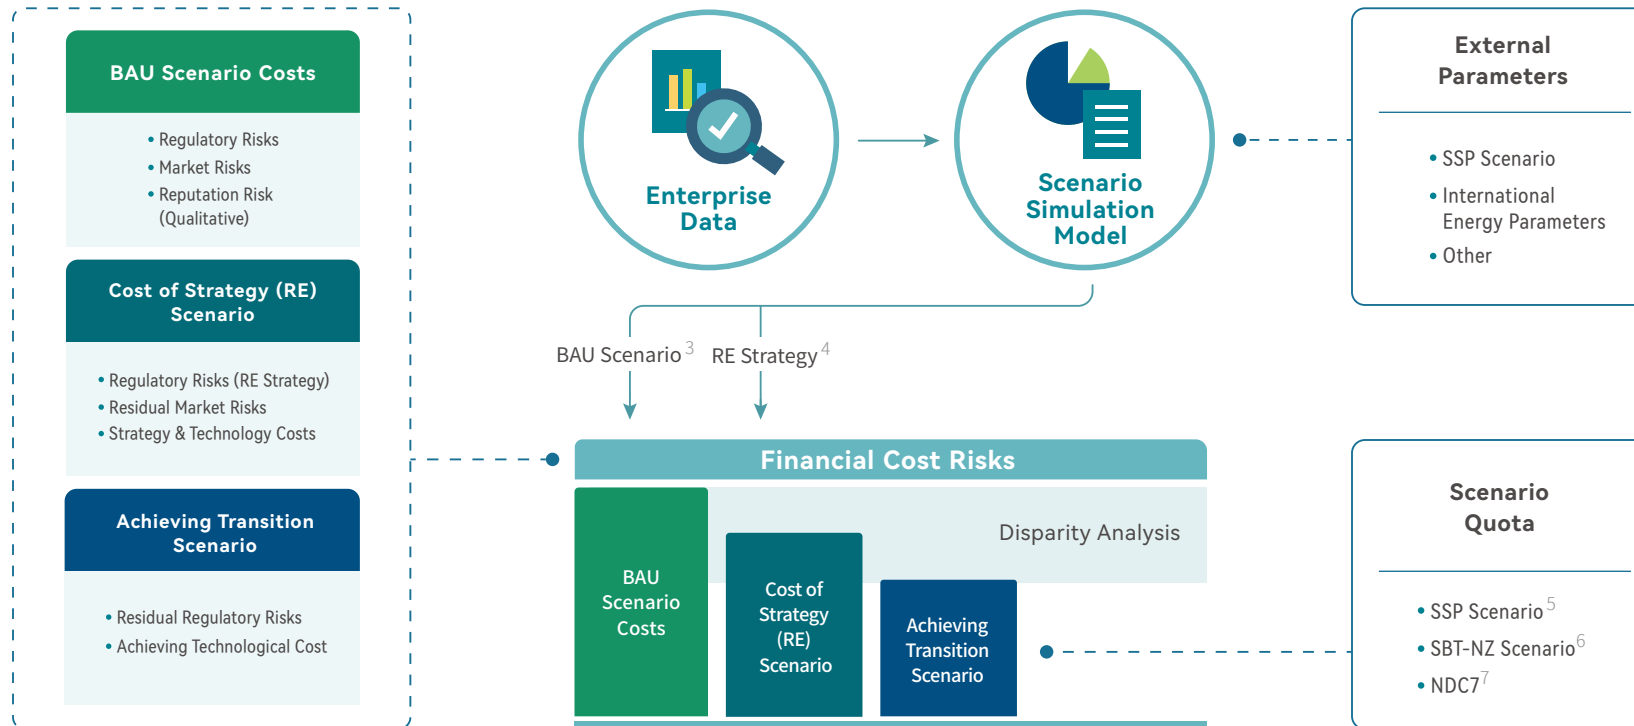 BAU Scenario Costs
• Regulatory Risks
• Market Risks
• Reputation Risk
(Qualitative)
Cost of Strategy (RE)
Scenario
• Regulatory Risks (RE Strategy)
• Residual Market Risks
• Strategy & Technology Costs
Achieving Transition
Scenario
• Residual Regulatory Risks
• Achieving Technological Cost
Enterprise
Data
Scenario
Simulation
Model
External
Parameters
• SSP Scenario
• International
Energy Parameters
• Other
BAU Scenario 3
RE Strategy 4
Financial Cost Risks
Disparity Analysis
BAU
Scenario
Costs
Cost of
Strategy
(RE)
Scenario
Achieving
Transition
Scenario
Scenario
Quota
• SSP Scenario 5
• SBT-NZ Scenario 6
• NDC7 7